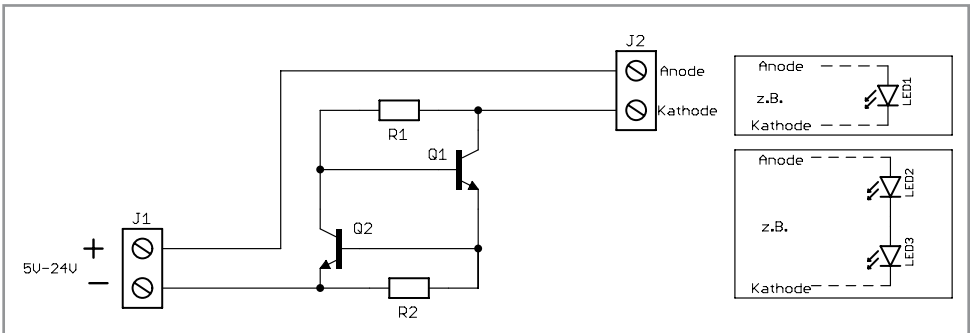 J2
Anode
Kathode
R1
Q1
Q2
J1
+
5V-24V
−
R2
Anode
z.B.
LED1
Kathode
Anode
LED2
z.B.
LED3
Kathode